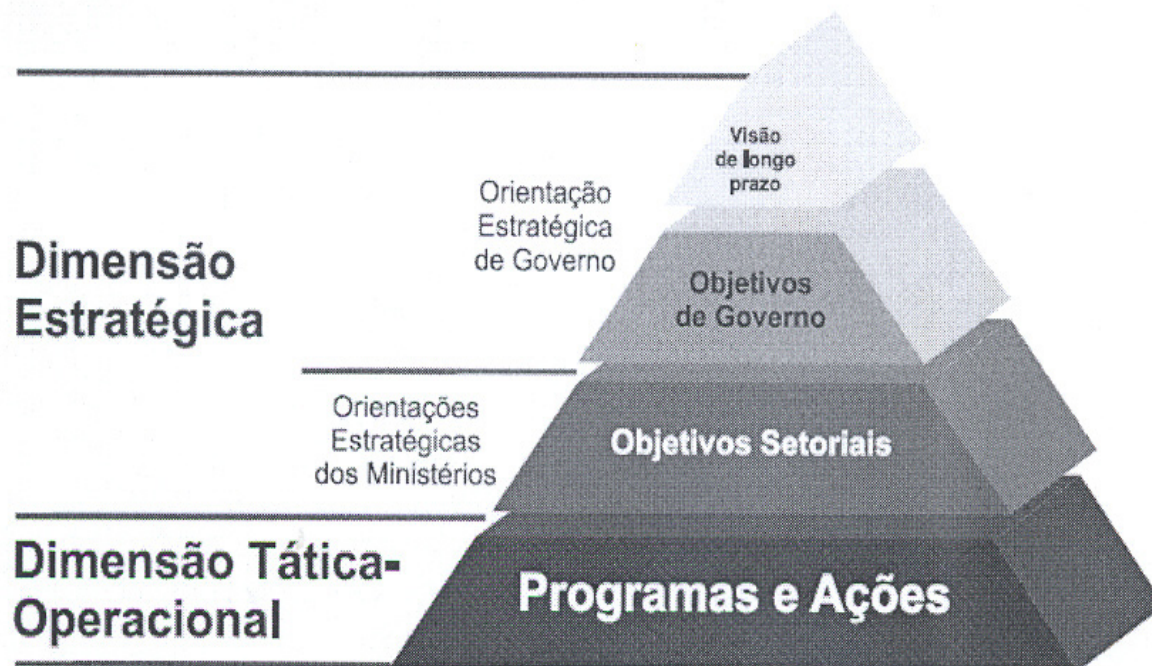 Visão
de longo
prazo
Orientação
Estratégica
de Governo
Dimensão
Estratégica
Objetivos
de Governo
Orientações
Estratégicas
dos Ministérios
Objetivos Setoriais
Dimensão Tática-
Operacional
Programas e Ações